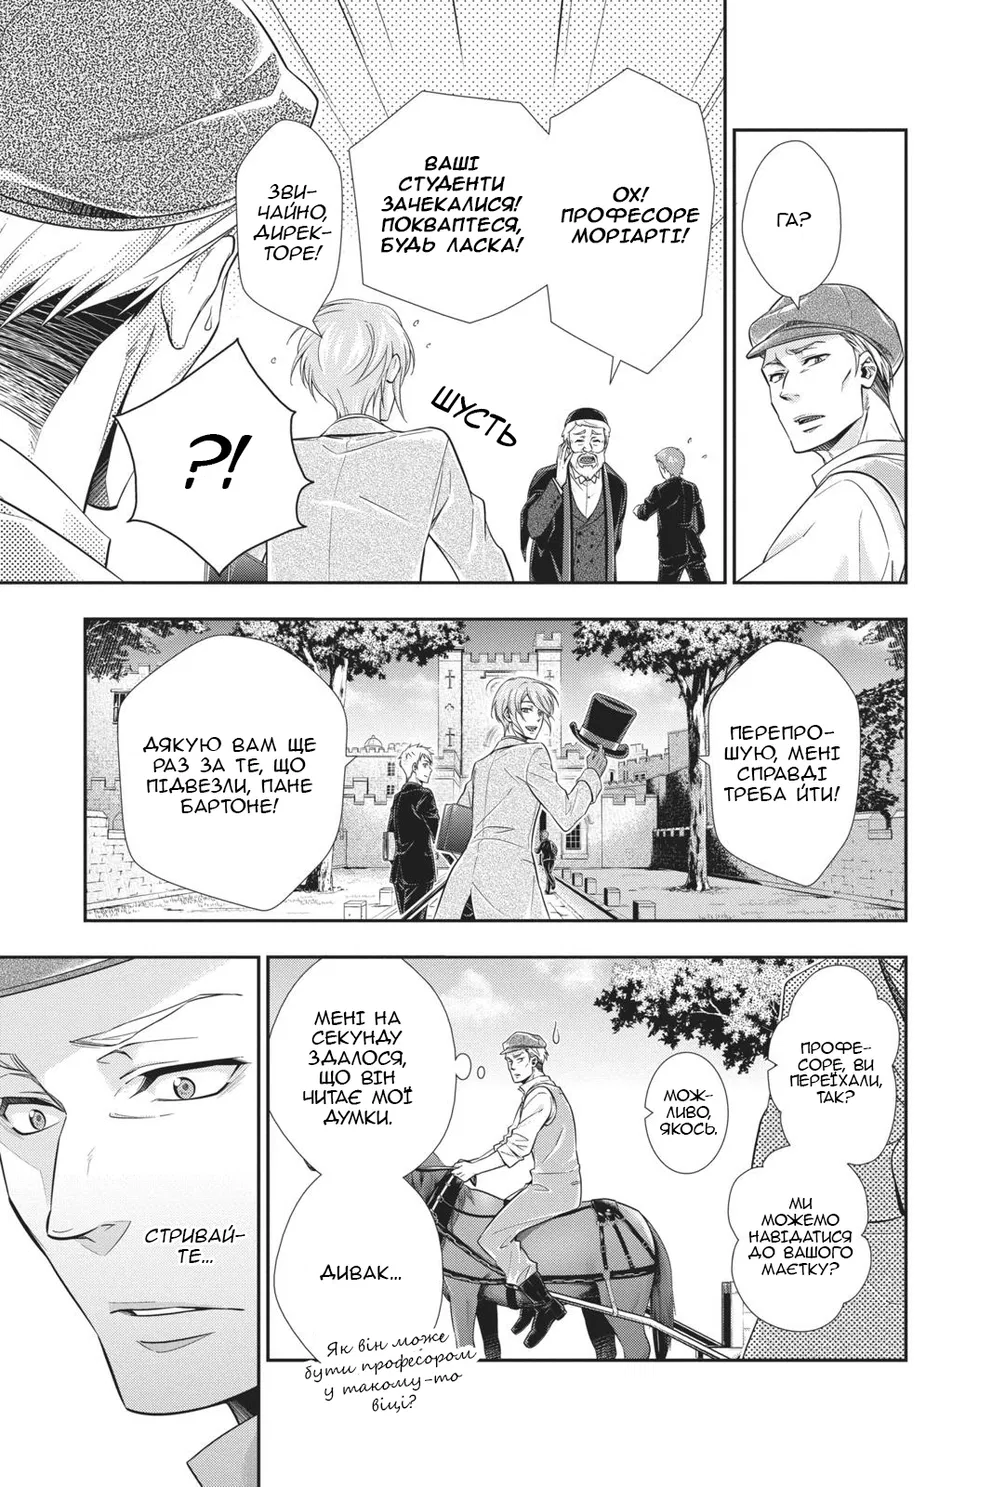 ГА?
ОХ!
ПРОФЕСОРЕ
МОРІАРТІ!
ВАШІ
СТУДЕНТИ
ЗАЧЕКАЛИСЯ!
ПОКВАПТЕСЯ,
БУДЬ ЛАСКА!
ЗВИ-
ЧАЙНО,
ДИРЕК-
ТОРЕ!
ШУСТЬ
?!
ПЕРЕПРО-
ШУЮ, МЕНІ
СПРАВДІ
ТРЕБА ЙТИ!
ДЯКУЮ ВАМ ЩЕ
РАЗ ЗА ТЕ, ЩО
ПІДВЕЗЛИ, ПАНЕ
БАРТОНЕ!
ПРОФЕ-
СОРЕ, ВИ
ПЕРЕЇХАЛИ,
ТАК?
МИ
МОЖЕМО
НАВІДАТИСЯ
ДО ВАШОГО
МАЄТКУ?
МОЖ-
ЛИВО,
ЯКОСЬ.
МЕНІ НА
СЕКУНДУ
ЗДАЛОСЯ,
ЩО ВІН
ЧИТАЄ МОЇ
ДУМКИ.
ДИВАК...
Як він може
бути професором
у такому-то
віці?
СТРИВАЙ-
ТЕ...